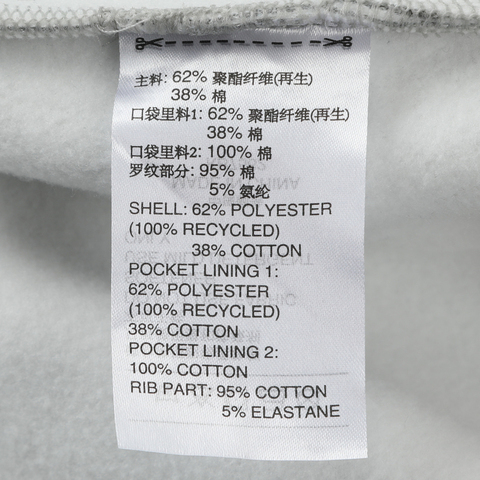 主料: 62% 聚酯纤维(再生)
38% 棉
口袋里料1: 62% 聚酯纤维(再生)
38% 棉
口袋里料2: 100% 棉
罗纹部分: 95% 棉
5% 氨纶
SHELL: 62% POLYESTER
(100% RECYCLED)
38% COTTON
POCKET LINING 1:
62% POLYESTER
(100% RECYCLED)
38% COTTON
POCKET LINING 2:
100% COTTON
RIB PART: 95% COTTON
5% ELASTANE